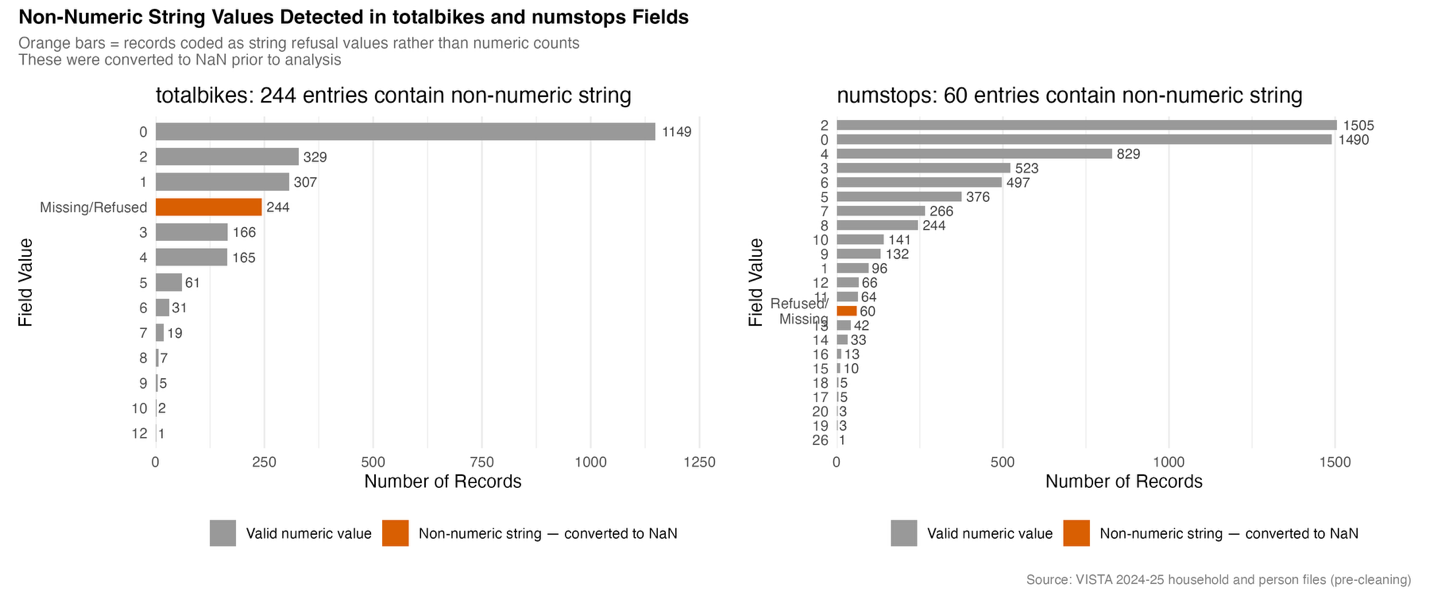 Non-Numeric String Values Detected in totalbikes and numstops Fields
Orange bars = records coded as string refusal values rather than numeric counts
These were converted to NaN prior to analysis
totalbikes: 244 entries contain non-numeric string
Field Value
0 1149
2 329
1 307
Missing/Refused 244
3 166
4 165
5 61
6 31
7 19
8 7
9 5
10 2
12 1
0 250 500 750 1000 1250
Number of Records
Valid numeric value Non-numeric string — converted to NaN
numstops: 60 entries contain non-numeric string
Field Value
2 1505
0 1490
4 829
3 523
6 497
5 376
7 266
8 244
10 141
9 132
1 96
12 66
11 64
Refused/
Missing 60
13 42
14 33
16 13
15 10
18 5
17 5
20 3
19 3
26 1
0 500 1000 1500
Number of Records
Valid numeric value Non-numeric string — converted to NaN
Source: VISTA 2024-25 household and person files (pre-cleaning)